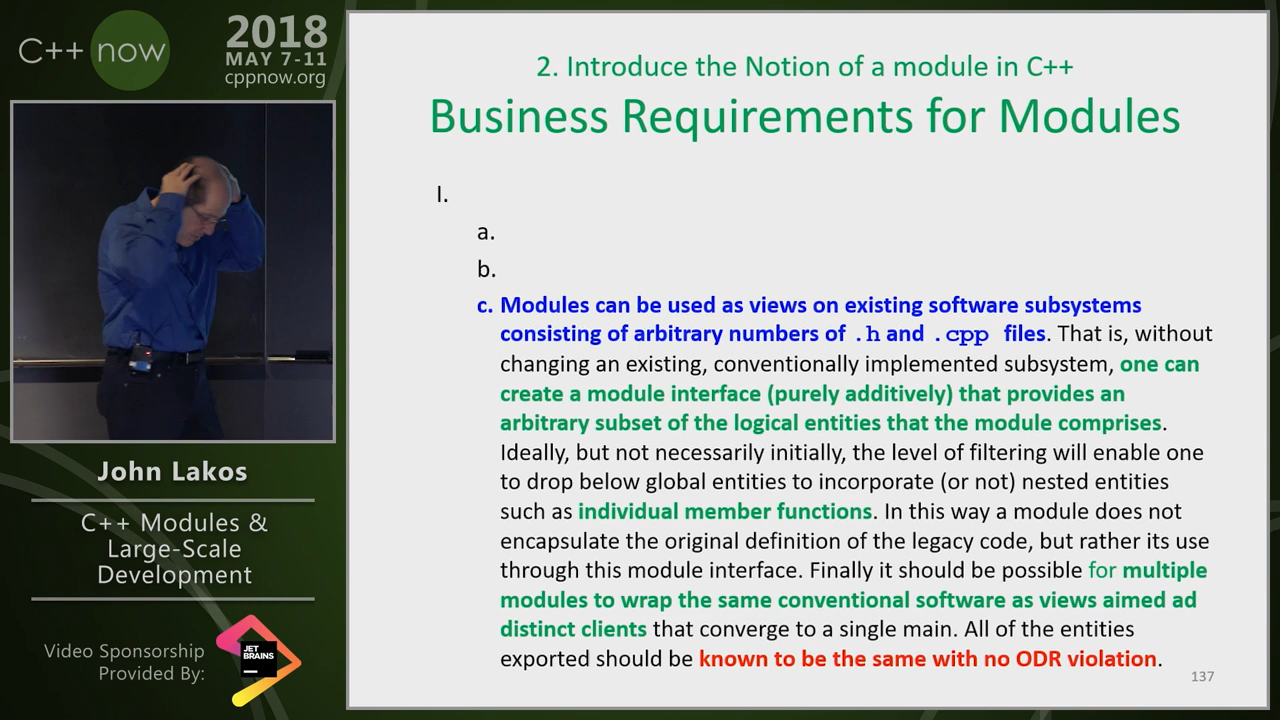 C++ now
2018
MAY 7-11
cppnow.org
John Lakos
C++ Modules &
Large-Scale
Development
Video Sponsorship
Provided By:
JET
BRAINS
2. Introduce the Notion of a module in C++
Business Requirements for Modules
I.
a.
b.
c. Modules can be used as views on existing software subsystems
consisting of arbitrary numbers of .h and .cpp files. That is, without
changing an existing, conventionally implemented subsystem, one can
create a module interface (purely additively) that provides an
arbitrary subset of the logical entities that the module comprises.
Ideally, but not necessarily initially, the level of filtering will enable one
to drop below global entities to incorporate (or not) nested entities
such as individual member functions. In this way a module does not
encapsulate the original definition of the legacy code, but rather its use
through this module interface. Finally it should be possible for multiple
modules to wrap the same conventional software as views aimed ad
distinct clients that converge to a single main. All of the entities
exported should be known to be the same with no ODR violation.
137